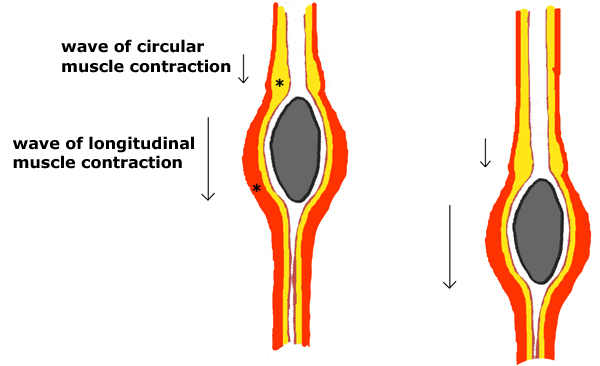 wave of circular
muscle contraction
*
wave of longitudinal
muscle contraction
*